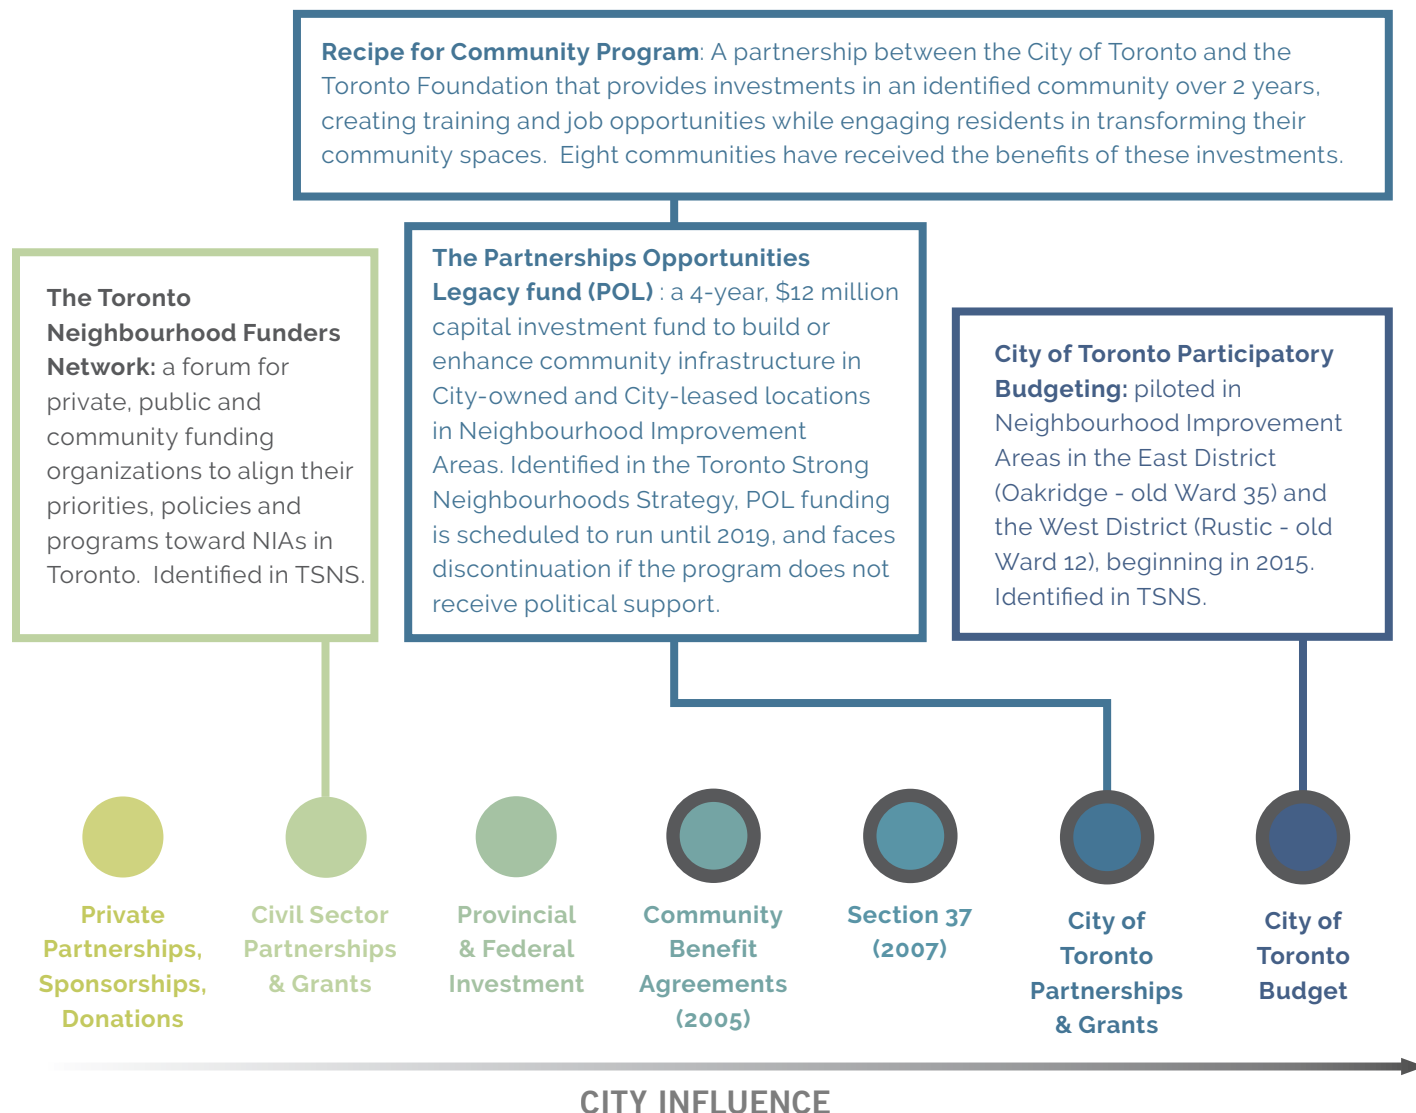 Recipe for Community Program: A partnership between the City of Toronto and the
Toronto Foundation that provides investments in an identified community over 2 years,
creating training and job opportunities while engaging residents in transforming their
community spaces.  Eight communities have received the benefits of these investments.
The Toronto
Neighbourhood Funders
Network: a forum for
private, public and
community funding
organizations to align their
priorities, policies and
programs toward NIAs in
Toronto.  Identified in TSNS.
The Partnerships Opportunities
Legacy fund (POL) : a 4-year, $12 million
capital investment fund to build or
enhance community infrastructure in
City-owned and City-leased locations
in Neighbourhood Improvement
Areas. Identified in the Toronto Strong
Neighbourhoods Strategy, POL funding
is scheduled to run until 2019, and faces
discontinuation if the program does not
receive political support.
City of Toronto Participatory
Budgeting: piloted in
Neighbourhood Improvement
Areas in the East District
(Oakridge - old Ward 35) and
the West District (Rustic - old
Ward 12), beginning in 2015.
Identified in TSNS.
Private
Partnerships,
Sponsorships,
Donations
Civil Sector
Partnerships
& Grants
Provincial
& Federal
Investment
Community
Benefit
Agreements
(2005)
Section 37
(2007)
City of
Toronto
Partnerships
& Grants
City of
Toronto
Budget
CITY INFLUENCE